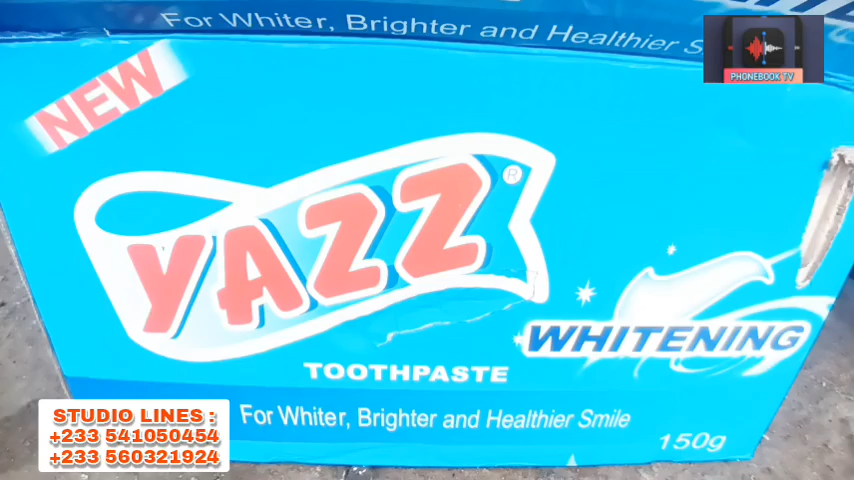 For Whiter, Brighter and Healthier S
PHONEBOOK TV
NEW
YAZZ®
WHITENING
TOOTHPASTE
For Whiter, Brighter and Healthier Smile
150g
STUDIO LINES :
+233 541050454
+233 560321924